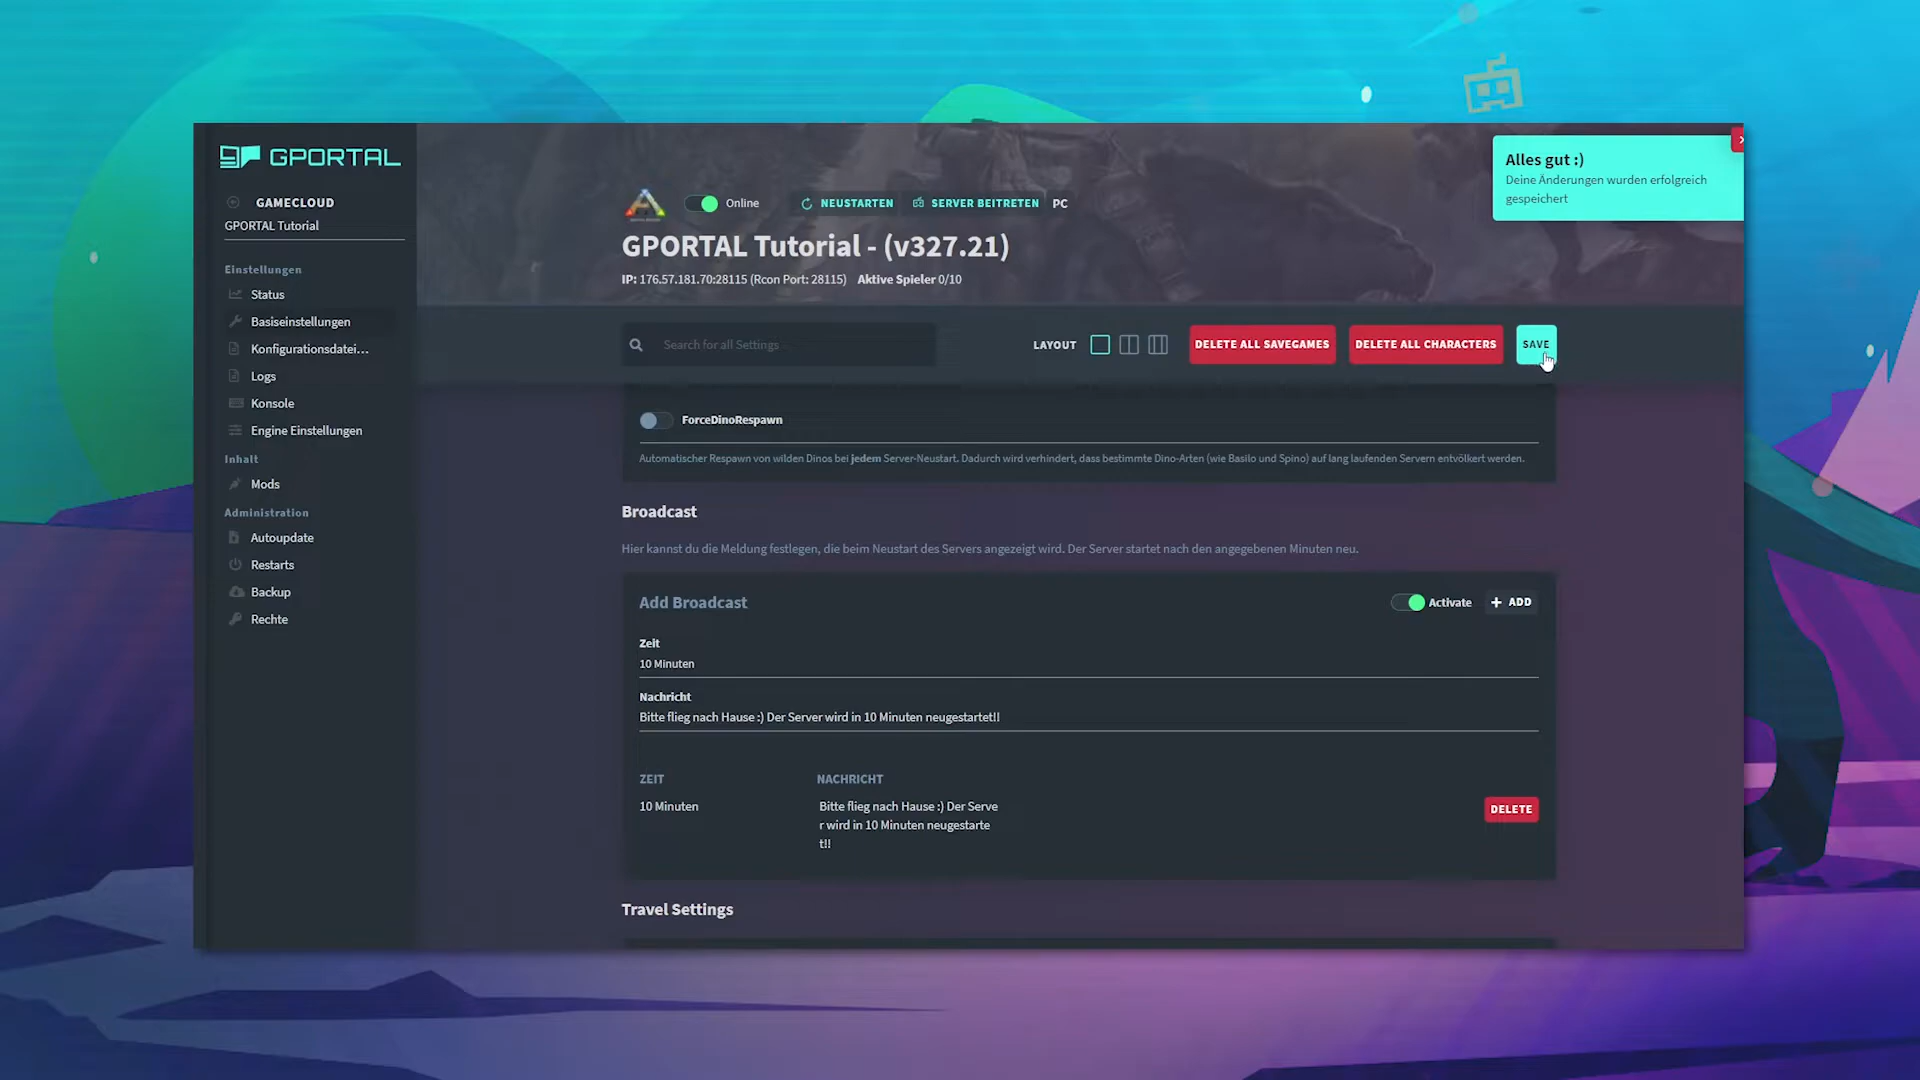 GPORTAL
GAMECLOUD
GPORTAL Tutorial
Einstellungen
Status
Basiseinstellungen
Konfigurationsdatei...
Logs
Konsole
Engine Einstellungen
Inhalt
Mods
Administration
Autoupdate
Restarts
Backup
Rechte
Online
NEUSTARTEN
SERVER BEITRETEN
PC
GPORTAL Tutorial - (v327.21)
IP: 176.57.181.70:28115 (Rcon Port: 28115) Aktive Spieler 0/10
Alles gut :)
Deine Änderungen wurden erfolgreich
gespeichert
Search for all Settings
LAYOUT
DELETE ALL SAVEGAMES
DELETE ALL CHARACTERS
SAVE
ForceDinoRespawn
Automatischer Respawn von wilden Dinos bei jedem Server-Neustart. Dadurch wird verhindert, dass bestimmte Dino-Arten (wie Basilo und Spino) auf lang laufenden Servern entvölkert werden.
Broadcast
Hier kannst du die Meldung festlegen, die beim Neustart des Servers angezeigt wird. Der Server startet nach den angegebenen Minuten neu.
Add Broadcast
Activate
+ ADD
Zeit
10 Minuten
Nachricht
Bitte flieg nach Hause :) Der Server wird in 10 Minuten neugestartet!!
ZEIT
NACHRICHT
10 Minuten
Bitte flieg nach Hause :) Der Serve
r wird in 10 Minuten neugestarte
t!!
DELETE
Travel Settings